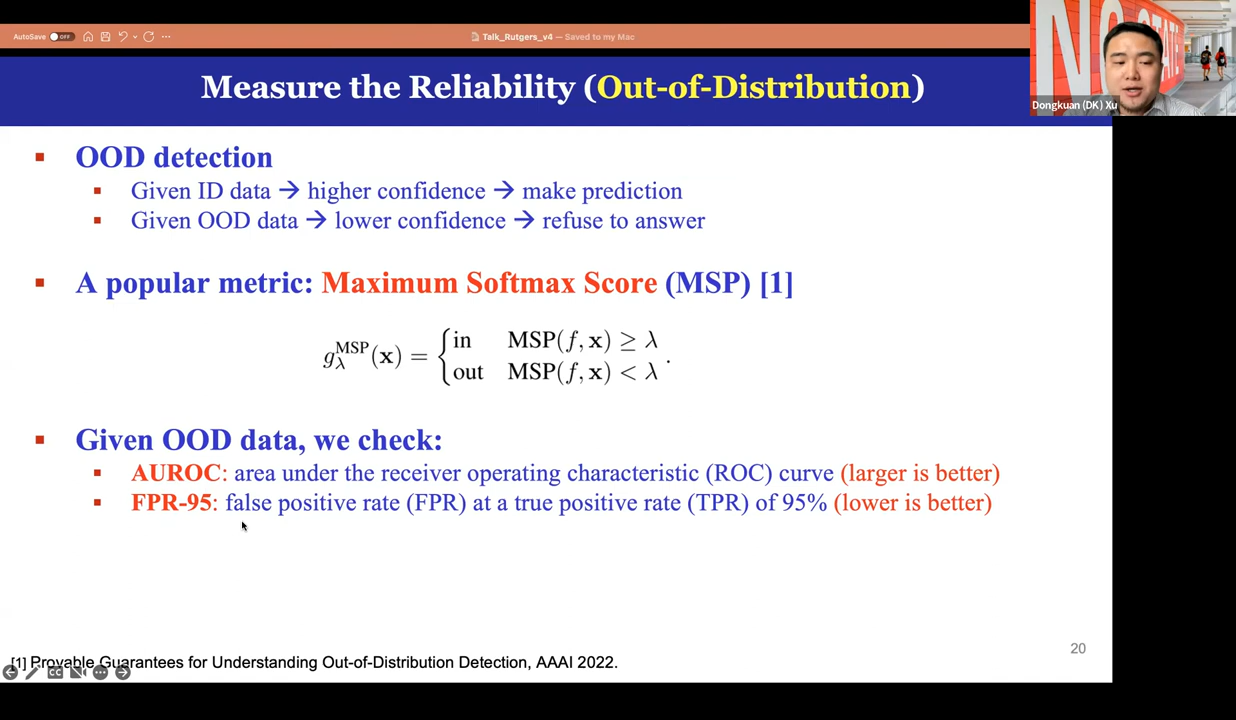 AutoSave OFF
Talk_Rutgers_v4 — Saved to my Mac
Measure the Reliability (Out-of-Distribution)
Dongkuan (DK) Xu
▪ OOD detection
▪ Given ID data → higher confidence → make prediction
▪ Given OOD data → lower confidence → refuse to answer
▪ A popular metric: Maximum Softmax Score (MSP) [1]
g_λ^MSP(x) = { in MSP(f, x) ≥ λ
out MSP(f, x) < λ .
▪ Given OOD data, we check:
▪ AUROC: area under the receiver operating characteristic (ROC) curve (larger is better)
▪ FPR-95: false positive rate (FPR) at a true positive rate (TPR) of 95% (lower is better)
20
[1] Provable Guarantees for Understanding Out-of-Distribution Detection, AAAI 2022.
CC